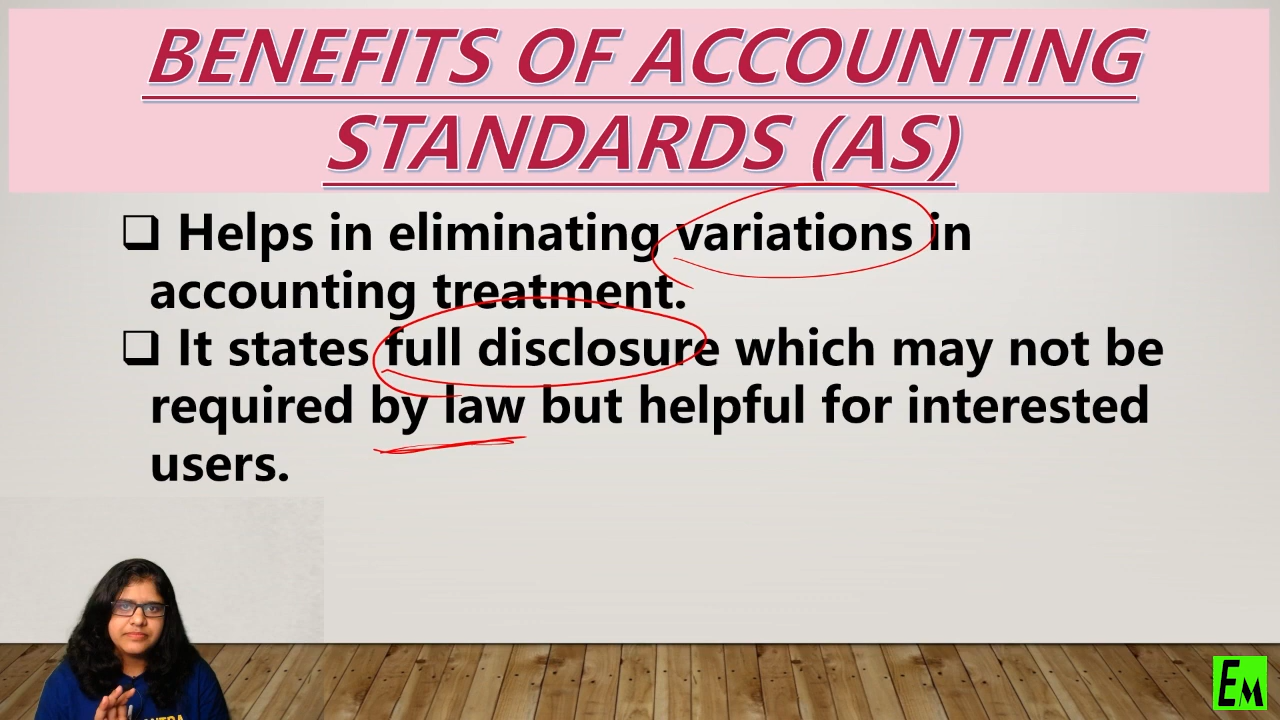 BENEFITS OF ACCOUNTING
STANDARDS (AS)
❑ Helps in eliminating variations in
accounting treatment.
❑ It states full disclosure which may not be
required by law but helpful for interested
users.
EM